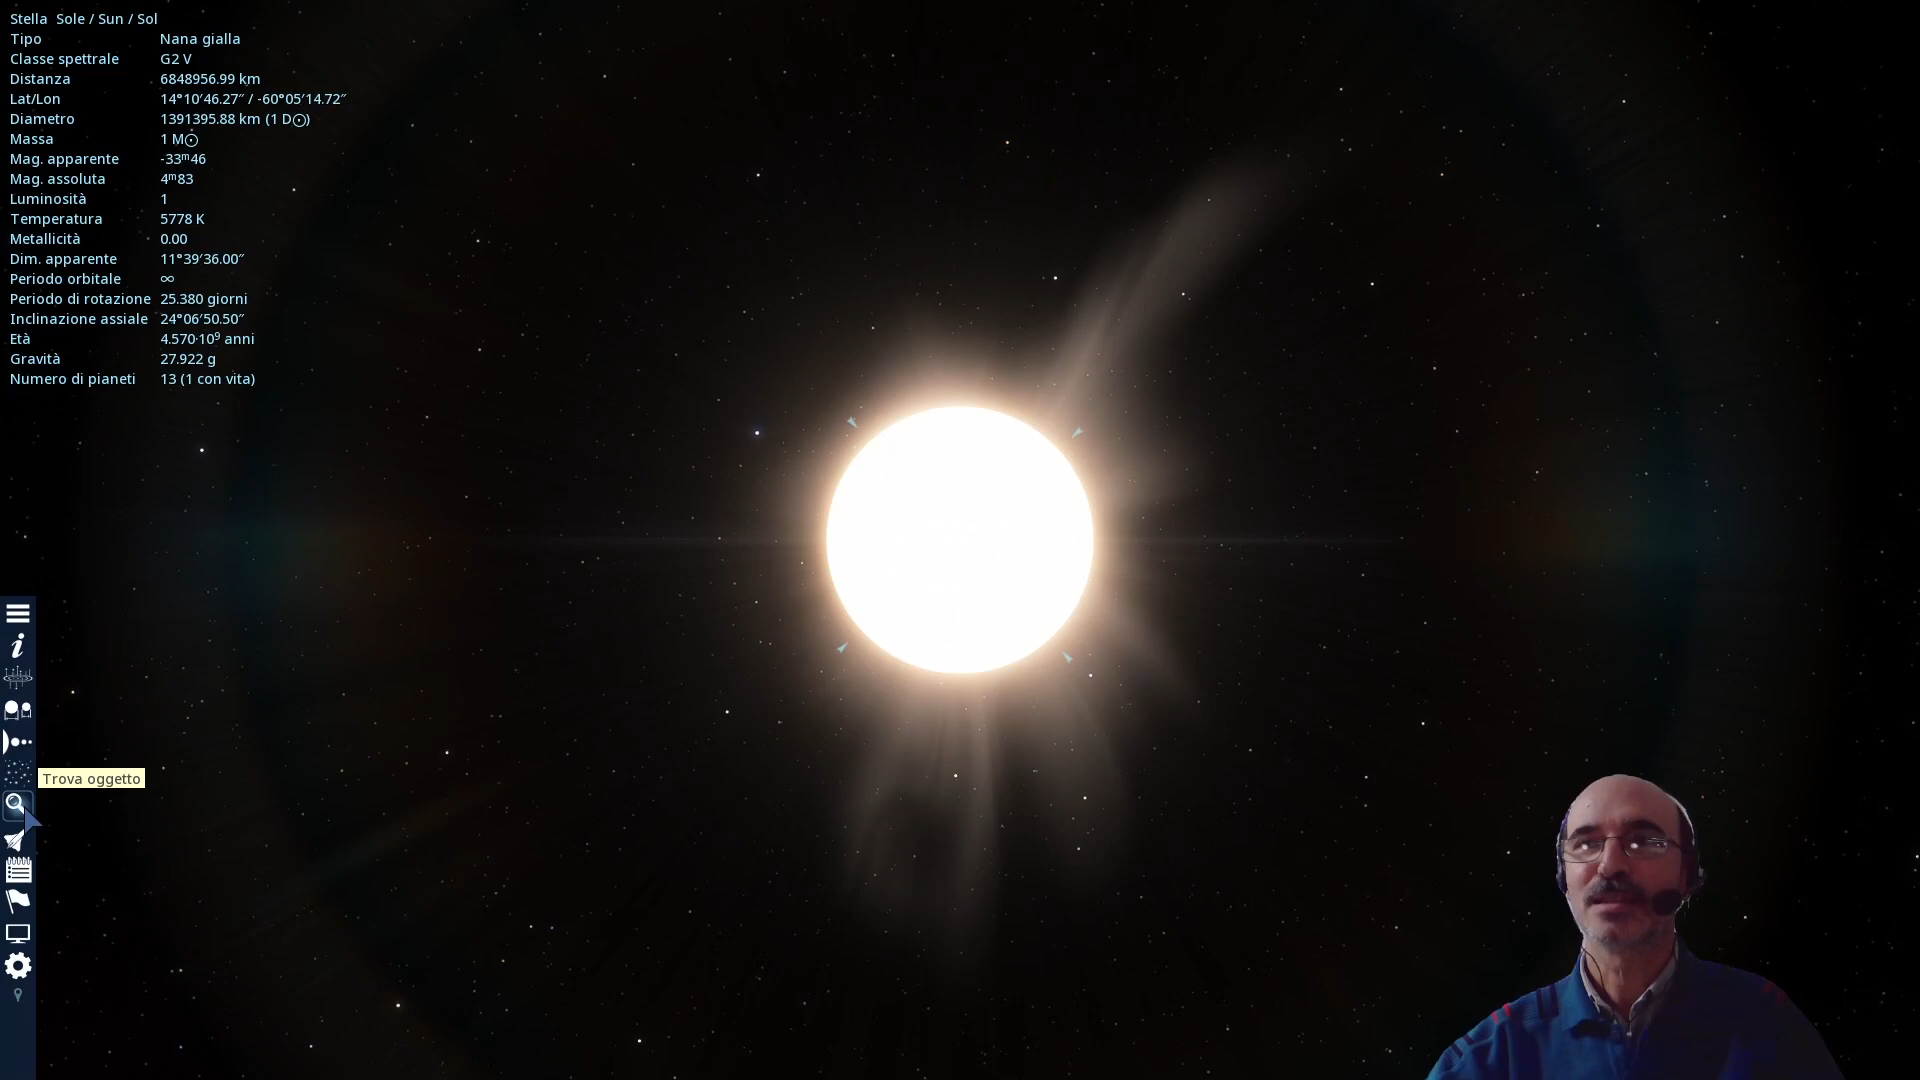 Stella Sole / Sun / Sol
Tipo Nana gialla
Classe spettrale G2 V
Distanza 6848956.99 km
Lat/Lon 14°10′46.27″ / -60°05′14.72″
Diametro 1391395.88 km (1 D⊙)
Massa 1 M⊙
Mag. apparente -33ᵐ46
Mag. assoluta 4ᵐ83
Luminosità 1
Temperatura 5778 K
Metallicità 0.00
Dim. apparente 11°39′36.00″
Periodo orbitale ∞
Periodo di rotazione 25.380 giorni
Inclinazione assiale 24°06′50.50″
Età 4.570·10⁹ anni
Gravità 27.922 g
Numero di pianeti 13 (1 con vita)
Trova oggetto